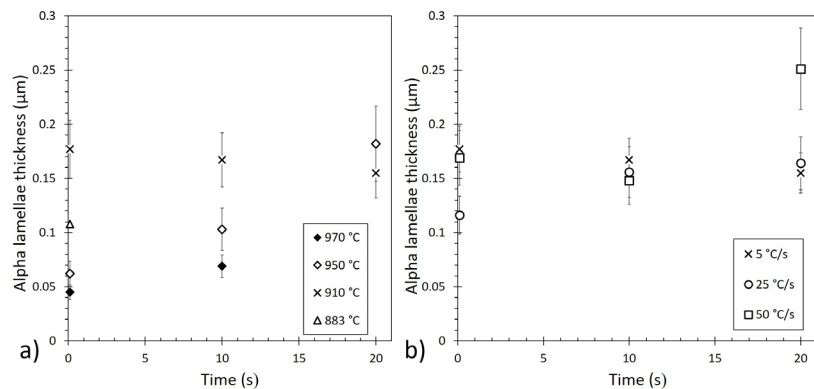 0.3
0.25
0.2
0.15
0.1
0.05
0
Alpha lamellae thickness (µm)
0 5 10 15 20
Time (s)
970 °C
950 °C
910 °C
883 °C
a)
0.3
0.25
0.2
0.15
0.1
0.05
0
Alpha lamellae thickness (µm)
0 5 10 15 20
Time (s)
5 °C/s
25 °C/s
50 °C/s
b)